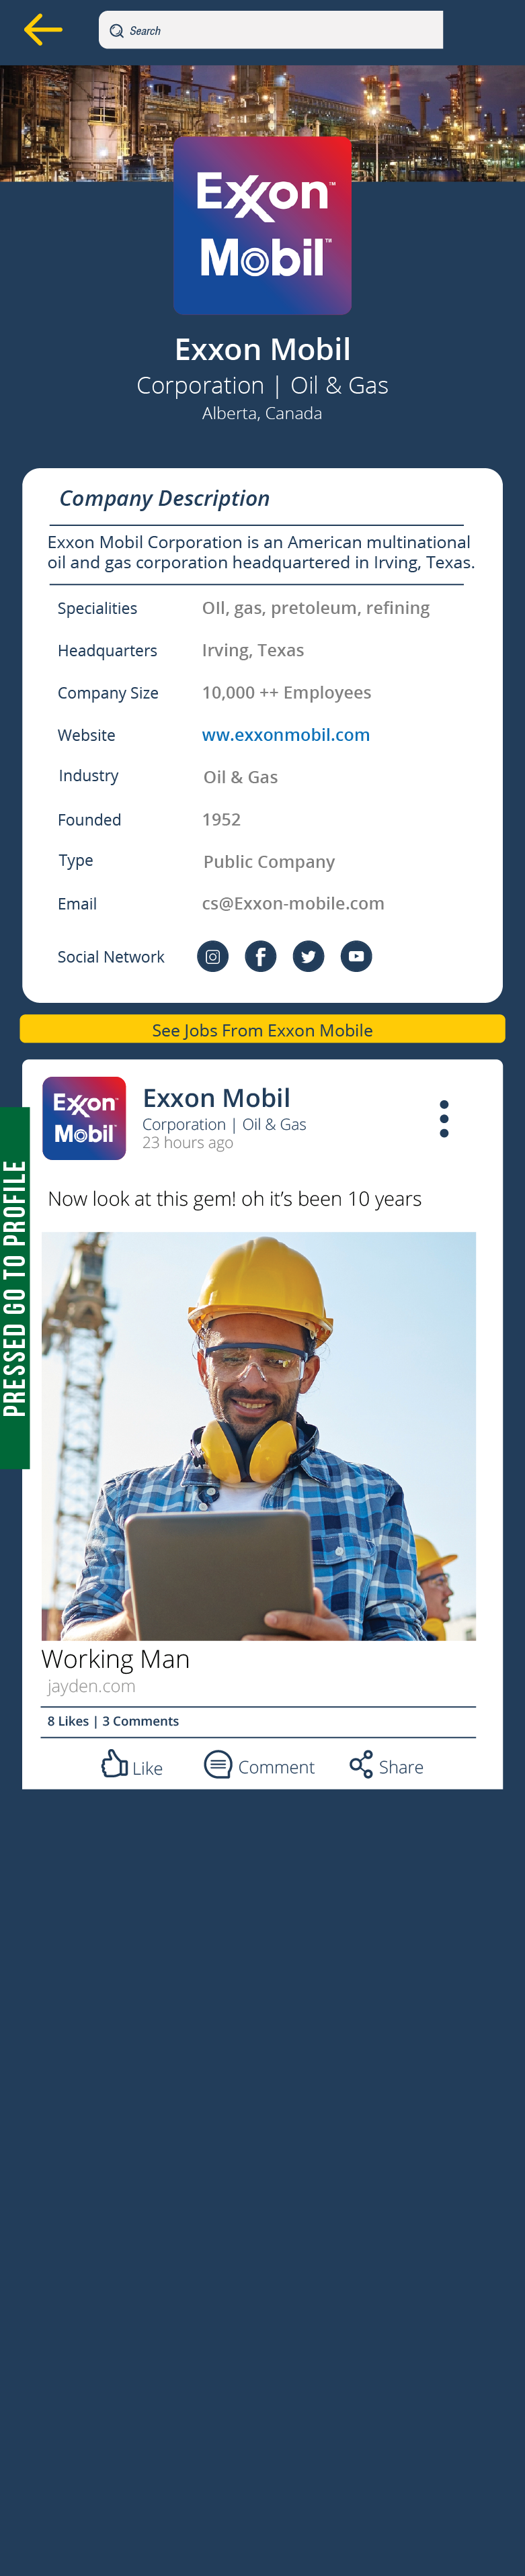 Search
Exxon™
Mobil™
Exxon Mobil
Corporation | Oil & Gas
Alberta, Canada
Company Description
Exxon Mobil Corporation is an American multinational
oil and gas corporation headquartered in Irving, Texas.
Specialities OIl, gas, pretoleum, refining
Headquarters Irving, Texas
Company Size 10,000 ++ Employees
Website ww.exxonmobil.com
Industry Oil & Gas
Founded 1952
Type Public Company
Email cs@Exxon-mobile.com
Social Network
See Jobs From Exxon Mobile
Exxon™
Mobil™
Exxon Mobil
Corporation | Oil & Gas
23 hours ago
PRESSED GO TO PROFILE
Now look at this gem! oh it’s been 10 years
Working Man
jayden.com
8 Likes | 3 Comments
Like Comment Share